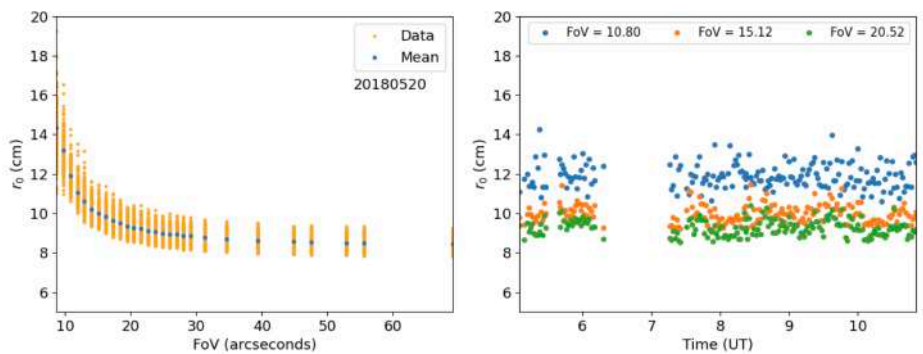 20
18
16
14
12
10
8
6
r0 (cm)
Data
Mean
20180520
10 20 30 40 50 60
FoV (arcseconds)
20
18
16
14
12
10
8
6
r0 (cm)
FoV = 10.80 FoV = 15.12 FoV = 20.52
6 7 8 9 10
Time (UT)